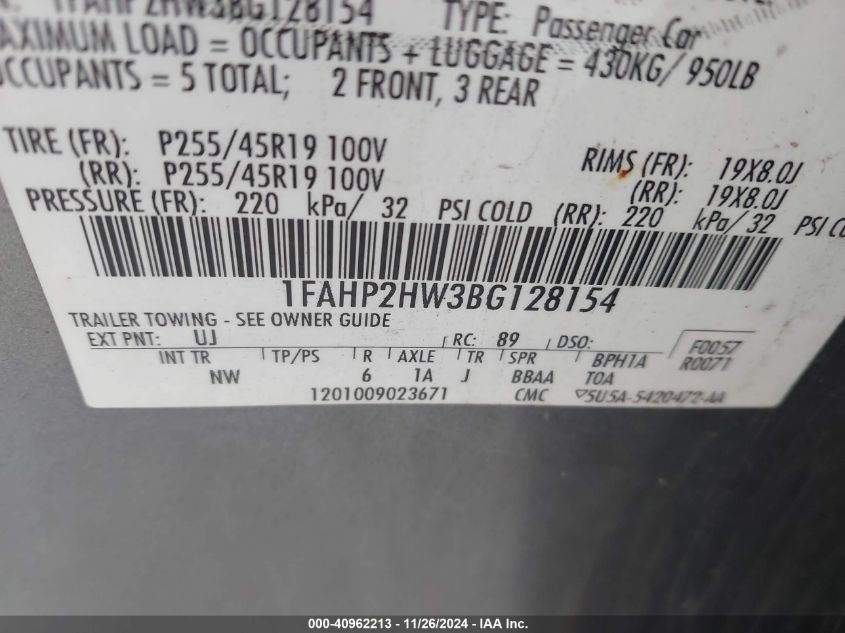 1FAHP2HW3BG128154 TYPE: Passenger Car
MAXIMUM LOAD = OCCUPANTS + LUGGAGE = 430KG/ 950LB
OCCUPANTS = 5 TOTAL; 2 FRONT, 3 REAR
TIRE (FR): P255/45R19 100V RIMS (FR): 19X8.0J
(RR): P255/45R19 100V (RR): 19X8.0J
PRESSURE (FR): 220 kPa/ 32 PSI COLD (RR): 220 kPa/ 32 PSI
1FAHP2HW3BG128154
TRAILER TOWING - SEE OWNER GUIDE
EXT PNT: UJ RC: 89 DSO: F0057
INT TR TP/PS R AXLE TR SPR BPH1A R0071
NW 6 1A J BBAA TOA
1201009023671 CMC 5U5A-5420472-AA
000-40962213 - 11/26/2024 - IAA Inc.